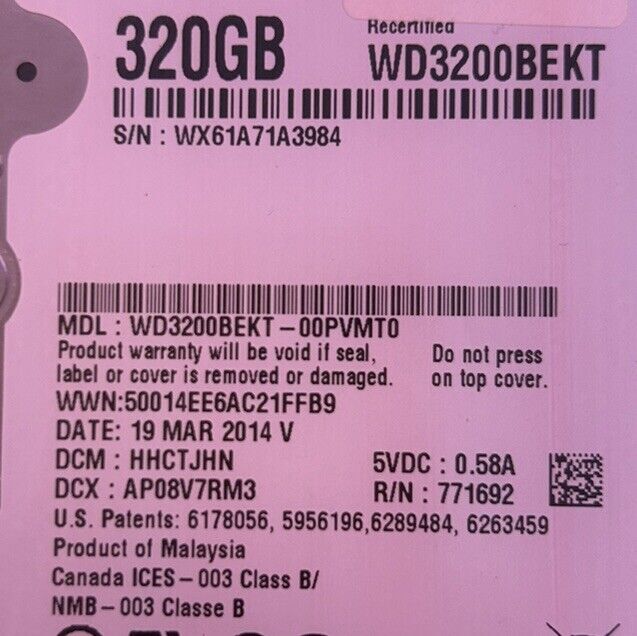 320GB
Recertified
WD3200BEKT
S/N : WX61A71A3984
MDL : WD3200BEKT-00PVMT0
Product warranty will be void if seal,
label or cover is removed or damaged.
Do not press
on top cover.
WWN:50014EE6AC21FFB9
DATE: 19 MAR 2014 V
DCM : HHCTJHN
5VDC : 0.58A
DCX : AP08V7RM3
R/N : 771692
U.S. Patents: 6178056, 5956196,6289484, 6263459
Product of Malaysia
Canada ICES-003 Class B/
NMB-003 Classe B